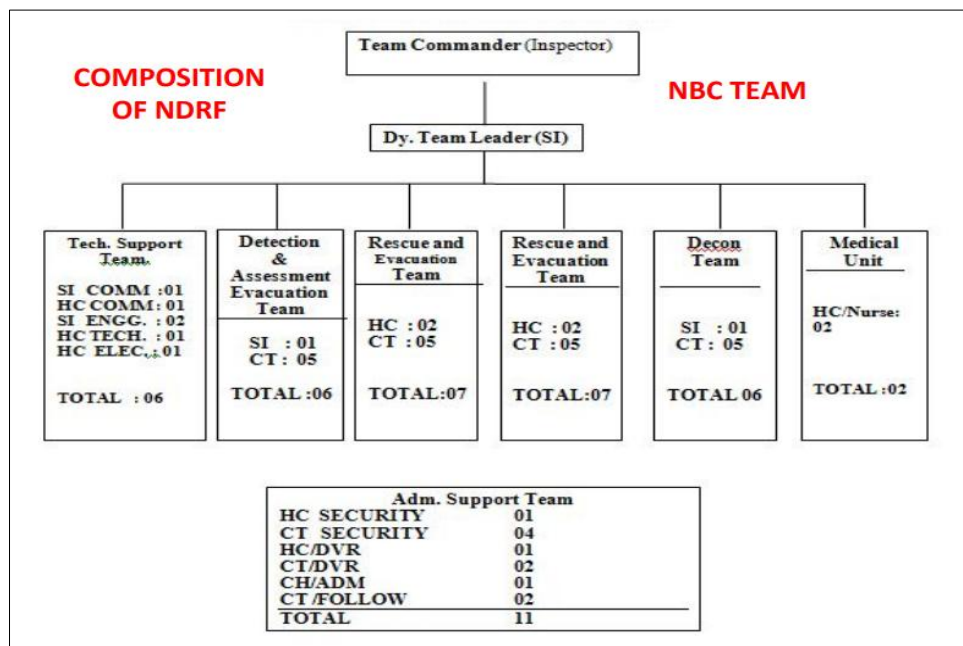 Team Commander (Inspector)
COMPOSITION
OF NDRF
NBC TEAM
Dy. Team Leader (SI)
Tech. Support
Team.
SI COMM :01
HC COMM : 01
SI ENGG. : 02
HC TECH. : 01
HC ELEC. : 01
TOTAL : 06
Detection
&
Assessment
Evacuation
Team
SI : 01
CT : 05
TOTAL :06
Rescue and
Evacuation
Team
HC : 02
CT : 05
TOTAL:07
Rescue and
Evacuation
Team
HC : 02
CT : 05
TOTAL:07
Decon
Team
SI : 01
CT : 05
TOTAL 06
Medical
Unit
HC/Nurse:
02
TOTAL :02
Adm. Support Team
HC SECURITY 01
CT SECURITY 04
HC/DVR 01
CT/DVR 02
CH/ADM 01
CT /FOLLOW 02
TOTAL 11